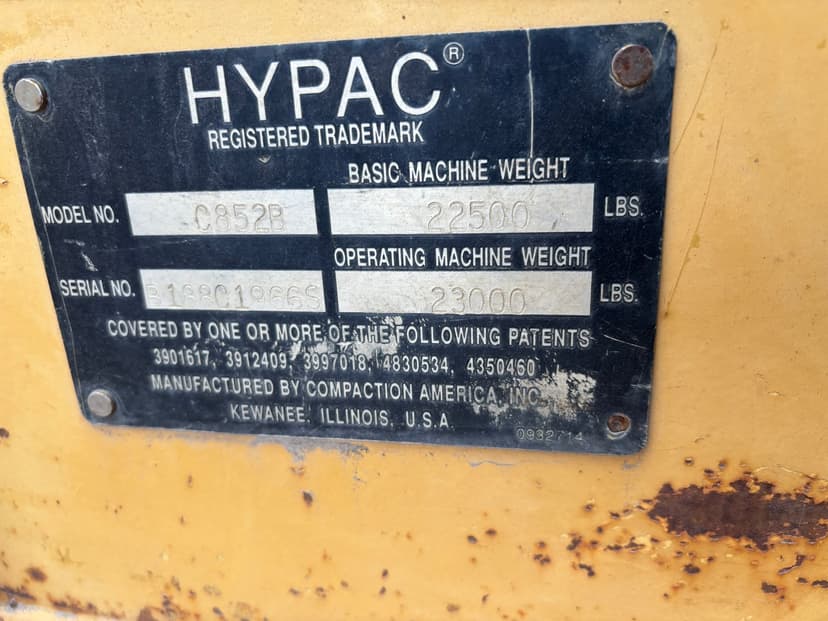 HYPAC®
REGISTERED TRADEMARK
BASIC MACHINE WEIGHT
MODEL NO. C852B 22500 LBS.
OPERATING MACHINE WEIGHT
SERIAL NO. 23000 LBS.
COVERED BY ONE OR MORE OF THE FOLLOWING PATENTS
3901617, 3912409, 3997018, 4830534, 4350460
MANUFACTURED BY COMPACTION AMERICA, INC.
KEWANEE, ILLINOIS, U.S.A.